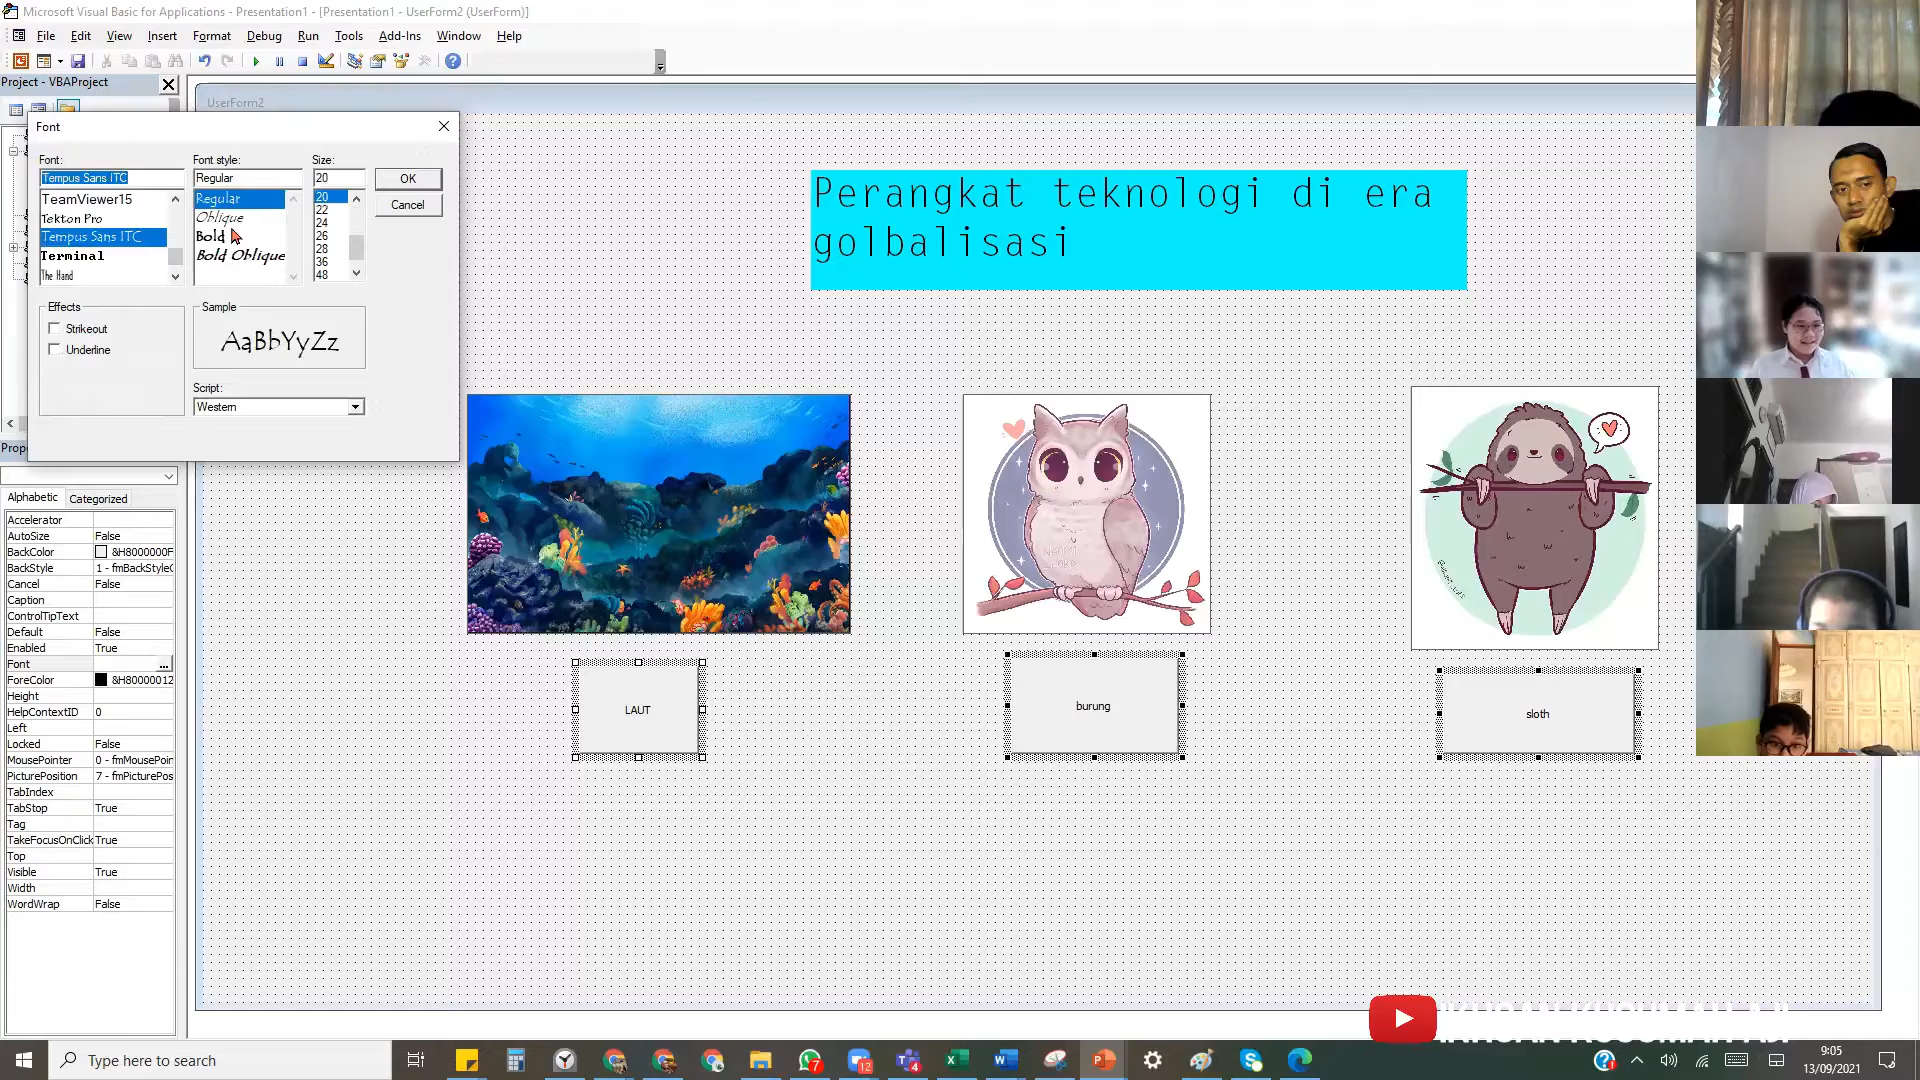 Microsoft Visual Basic for Applications - Presentation1 - [Presentation1 - UserForm2 (UserForm)]
File Edit View Insert Format Debug Run Tools Add-Ins Window Help
Project - VBAProject
UserForm2
Font
Font: Font style: Size:
Tempus Sans ITC Regular 20 OK
TeamViewer15 Regular 20 Cancel
Tekton Pro Oblique 22
Tempus Sans ITC Bold 24
Terminal Bold Oblique 26
The Hand 28
36
48
Effects Sample
Strikeout
Underline
AaBbYyZz
Script:
Western
Perangkat teknologi di era
golbalisasi
LAUT
burung
sloth
Alphabetic Categorized
Accelerator
AutoSize False
BackColor &H8000000F
BackStyle 1 - fmBackStyleO
Cancel False
Caption
ControlTipText
Default False
Enabled True
Font ...
ForeColor &H80000012
Height
HelpContextID 0
Left
Locked False
MousePointer 0 - fmMousePoin
PicturePosition 7 - fmPicturePos
TabIndex
TabStop True
Tag
TakeFocusOnClick True
Top
Visible True
Width
WordWrap False
Type here to search
7
12
4
9:05
13/09/2021